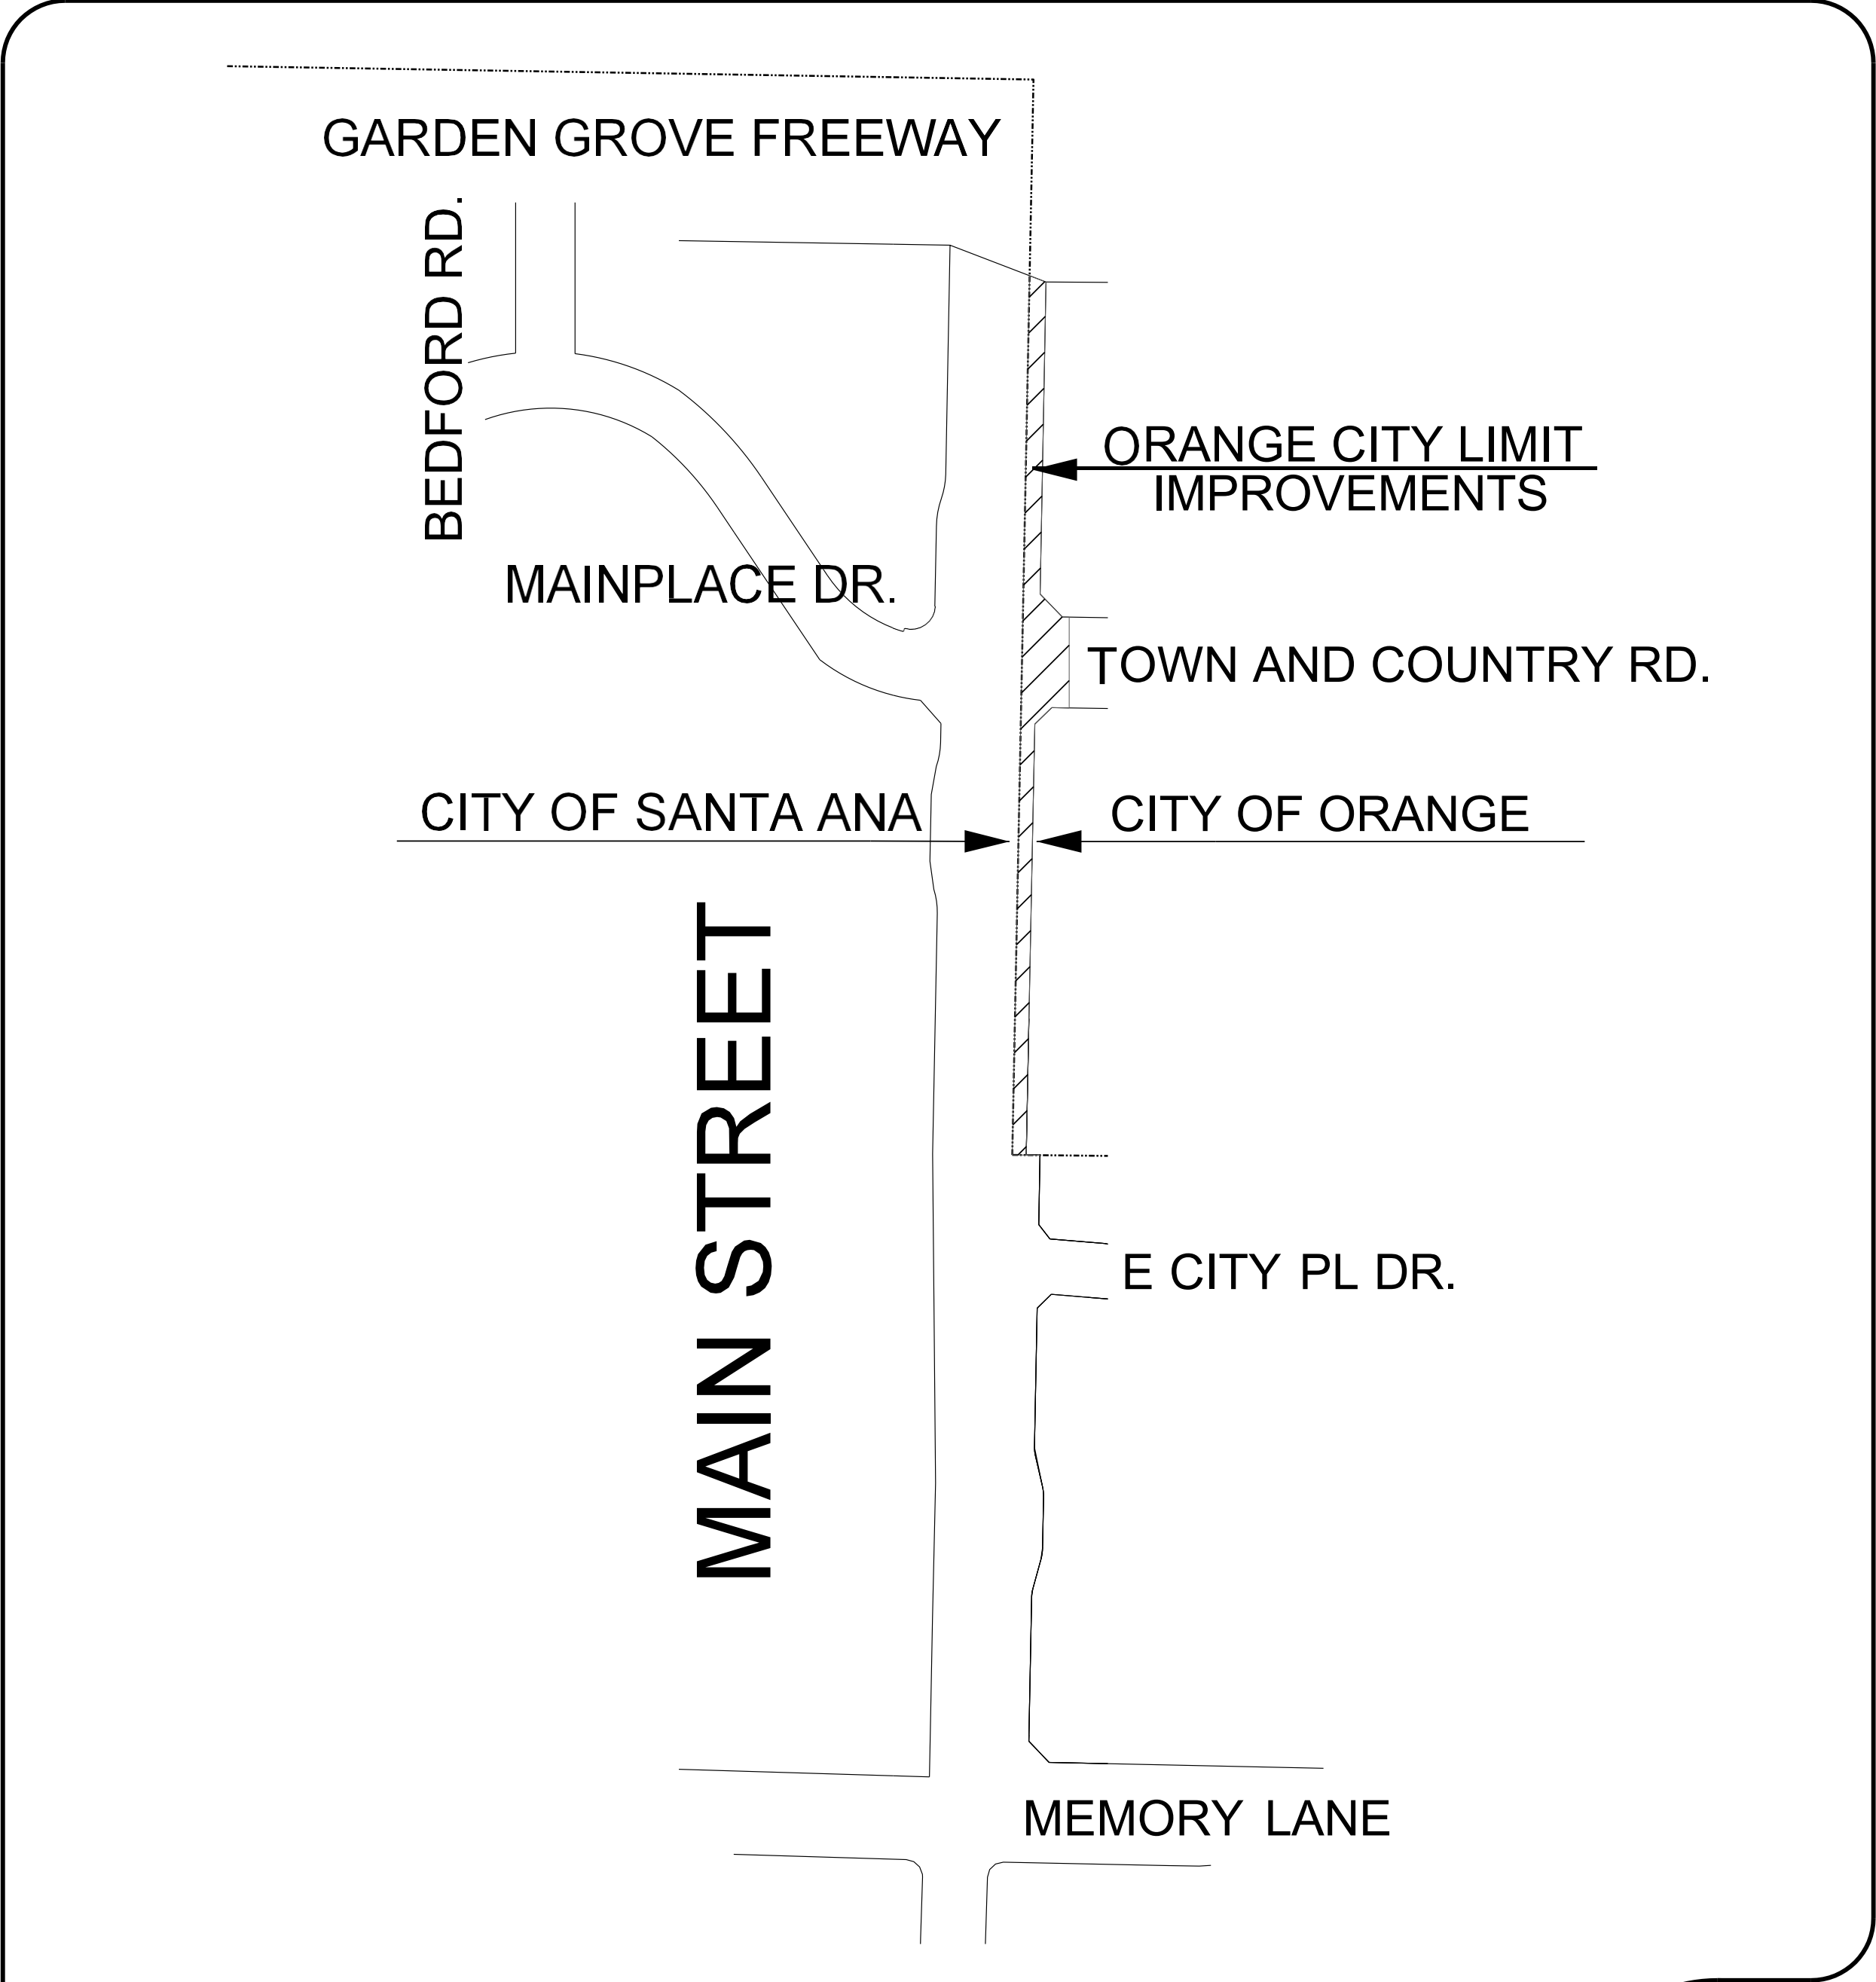 GARDEN GROVE FREEWAY
BEDFORD RD.
ORANGE CITY LIMIT
IMPROVEMENTS
MAINPLACE DR.
TOWN AND COUNTRY RD.
CITY OF SANTA ANA
CITY OF ORANGE
MAIN STREET
E CITY PL DR.
MEMORY LANE